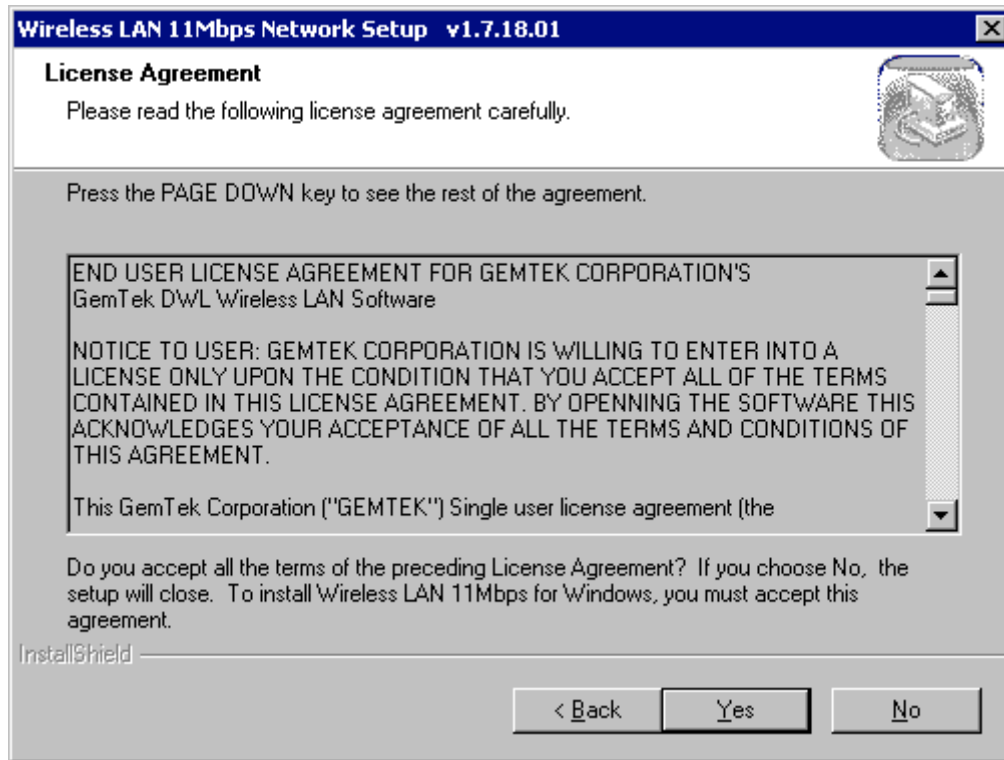 Wireless LAN 11Mbps Network Setup v1.7.18.01
License Agreement
Please read the following license agreement carefully.
Press the PAGE DOWN key to see the rest of the agreement.
END USER LICENSE AGREEMENT FOR GEMTEK CORPORATION'S
GemTek DWL Wireless LAN Software
NOTICE TO USER: GEMTEK CORPORATION IS WILLING TO ENTER INTO A
LICENSE ONLY UPON THE CONDITION THAT YOU ACCEPT ALL OF THE TERMS
CONTAINED IN THIS LICENSE AGREEMENT. BY OPENNING THE SOFTWARE THIS
ACKNOWLEDGES YOUR ACCEPTANCE OF ALL THE TERMS AND CONDITIONS OF
THIS AGREEMENT.
This GemTek Corporation ("GEMTEK") Single user license agreement (the
Do you accept all the terms of the preceding License Agreement? If you choose No, the
setup will close. To install Wireless LAN 11Mbps for Windows, you must accept this
agreement.
InstallShield
< Back Yes No